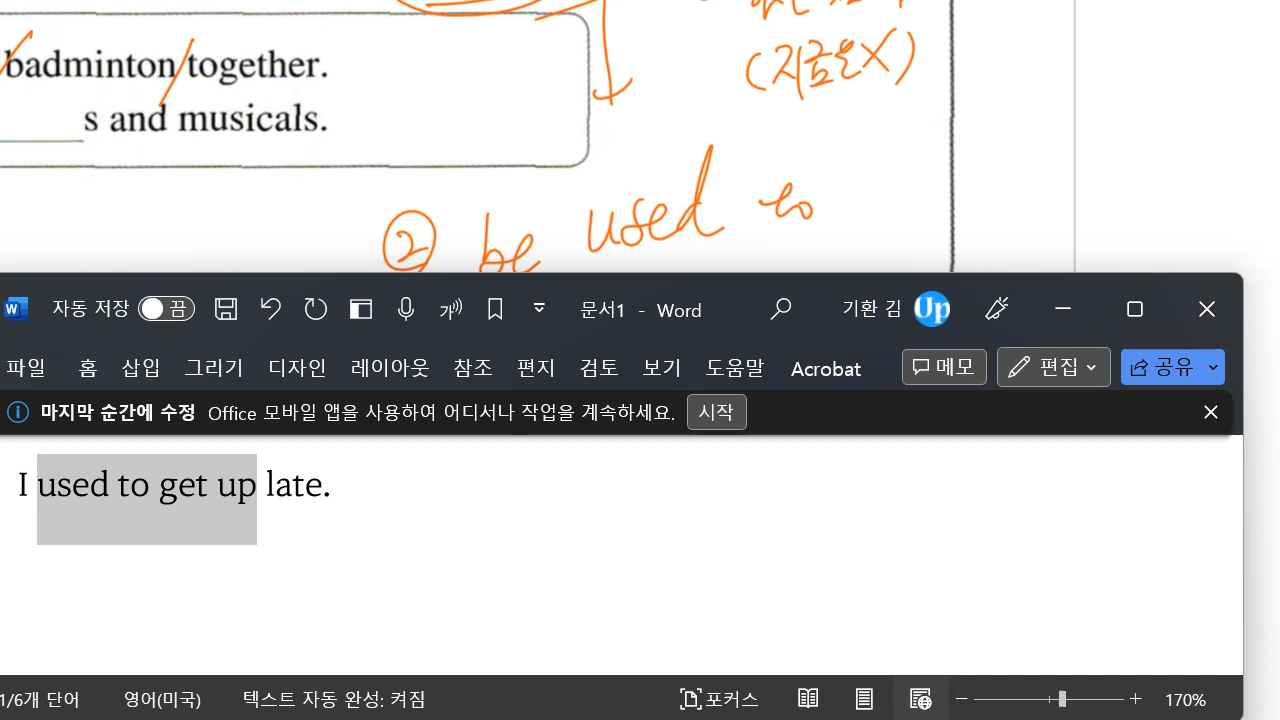 (지금은X)
badminton together.
s and musicals.
② be used to
자동 저장 끔 문서1 - Word 기환 김 Up
파일 홈 삽입 그리기 디자인 레이아웃 참조 편지 검토 보기 도움말 Acrobat 메모 편집 공유
마지막 순간에 수정 Office 모바일 앱을 사용하여 어디서나 작업을 계속하세요. 시작
I used to get up late.
1/6개 단어 영어(미국) 텍스트 자동 완성: 켜짐 포커스 170%